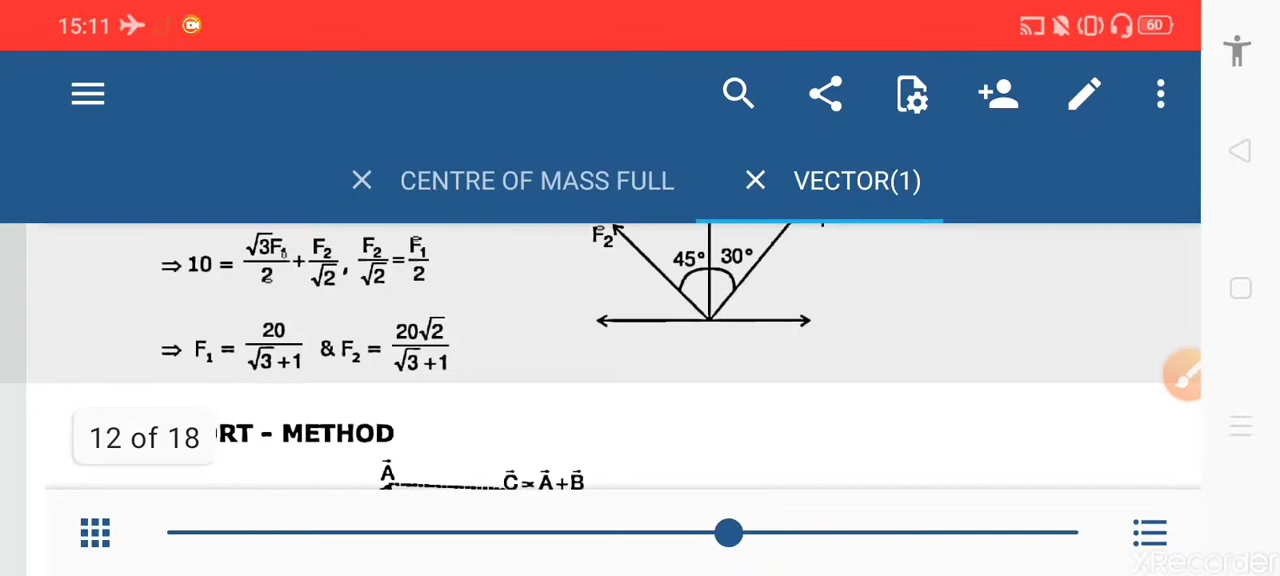 15:11
60
CENTRE OF MASS FULL
VECTOR(1)
⇒ 10 = √3F₁/2 + F₂/√2, F₂/√2 = F₁/2
F₂
45° 30°
⇒ F₁ = 20/(√3+1) & F₂ = 20√2/(√3+1)
12 of 18
RT - METHOD
A⃗
C⃗ = A⃗ + B⃗
XRecorder